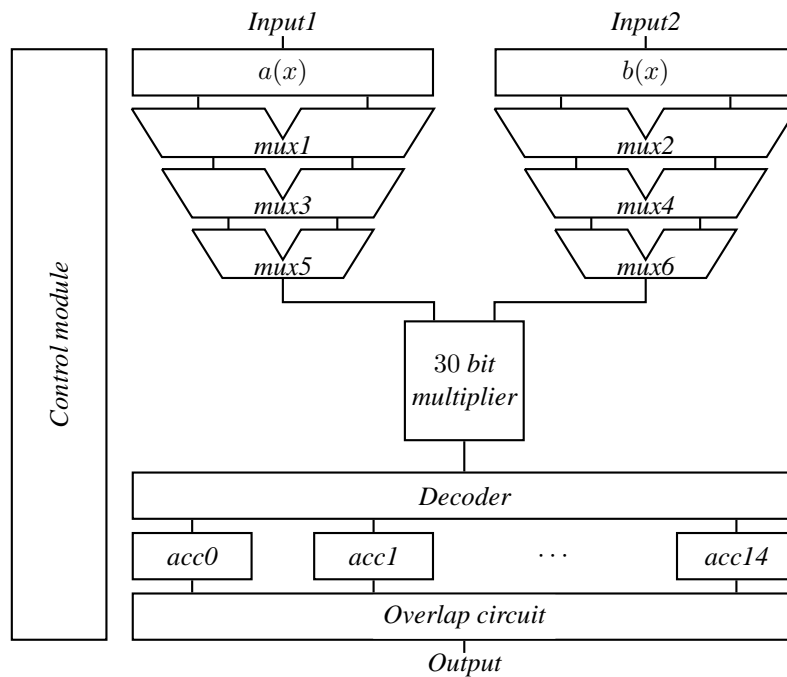 Input1
Input2
a(x)
b(x)
mux1
mux2
mux3
mux4
mux5
mux6
Control module
30 bit
multiplier
Decoder
acc0
acc1
···
acc14
Overlap circuit
Output